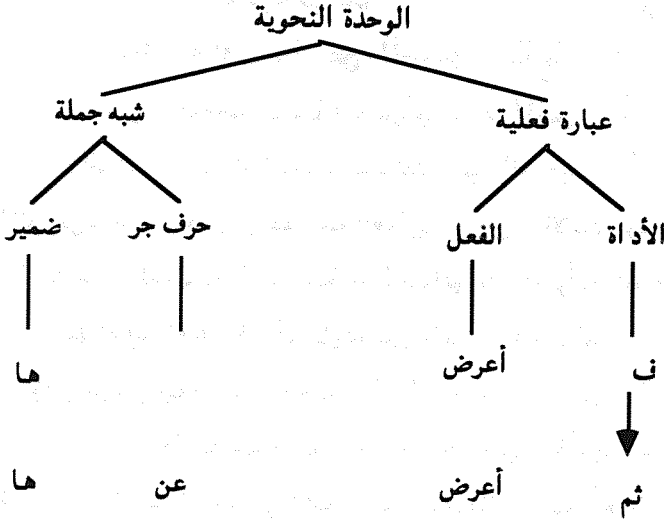 الوحدة النحوية
عبارة فعلية شبه جملة
الأداة الفعل حرف جر ضمير
ف أعرض ها
ثم أعرض عن ها